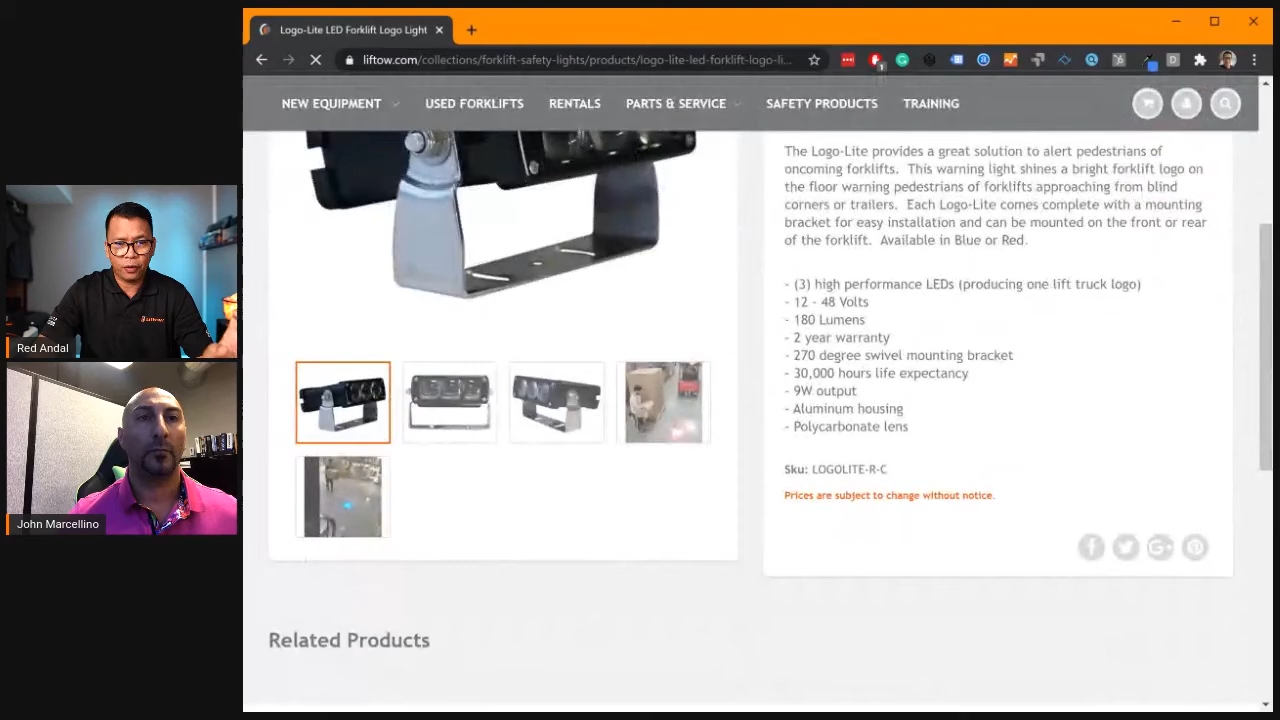 Logo-Lite LED Forklift Logo Light
liftow.com/collections/forklift-safety-lights/products/logo-lite-led-forklift-logo-li...
NEW EQUIPMENT
USED FORKLIFTS
RENTALS
PARTS & SERVICE
SAFETY PRODUCTS
TRAINING
The Logo-Lite provides a great solution to alert pedestrians of
oncoming forklifts. This warning light shines a bright forklift logo on
the floor warning pedestrians of forklifts approaching from blind
corners or trailers. Each Logo-Lite comes complete with a mounting
bracket for easy installation and can be mounted on the front or rear
of the forklift. Available in Blue or Red.
- (3) high performance LEDs (producing one lift truck logo)
- 12 - 48 Volts
- 180 Lumens
- 2 year warranty
- 270 degree swivel mounting bracket
- 30,000 hours life expectancy
- 9W output
- Aluminum housing
- Polycarbonate lens
Sku: LOGOLITE-R-C
Prices are subject to change without notice.
Related Products
Liftow
Red Andal
John Marcellino